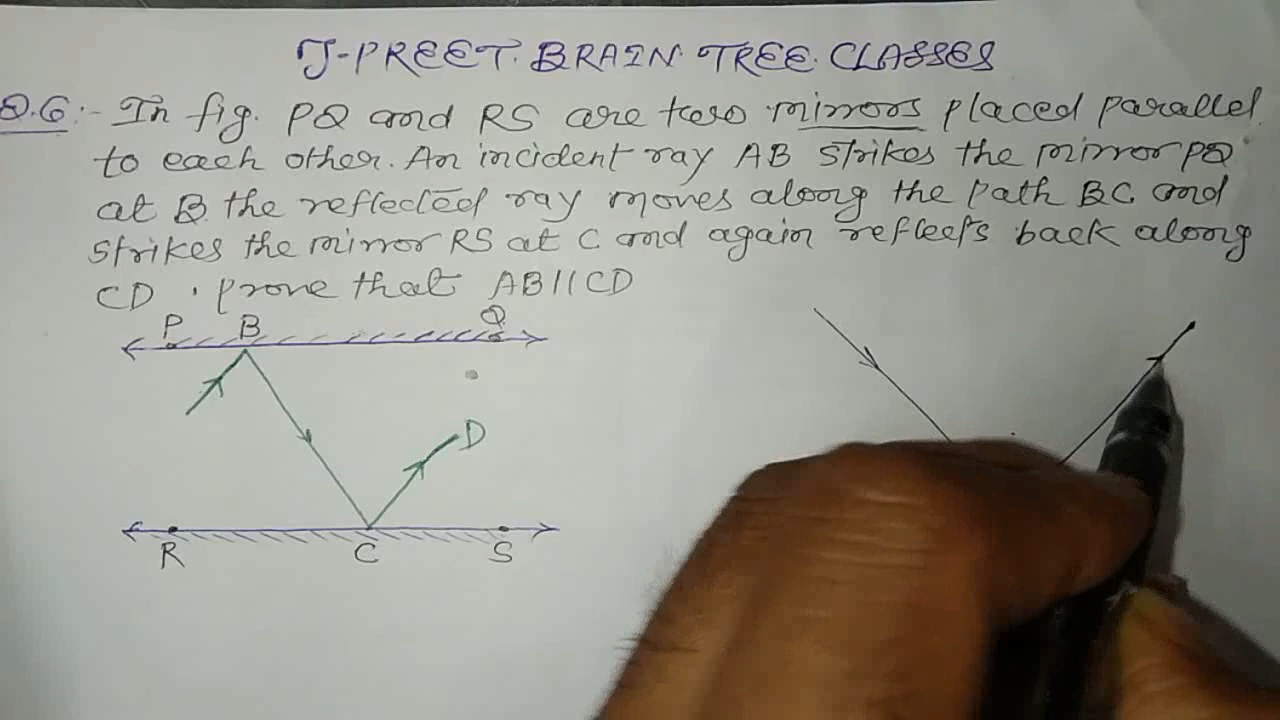 J-PREET. BRAIN TREE. CLASSES
Q.6:- In fig. PQ and RS are two mirrors placed parallel
to each other. An incident ray AB strikes the mirror PQ
at B the reflected ray moves along the path BC and
strikes the mirror RS at C and again reflects back along
CD . prove that AB||CD
P B Q
D
R C S